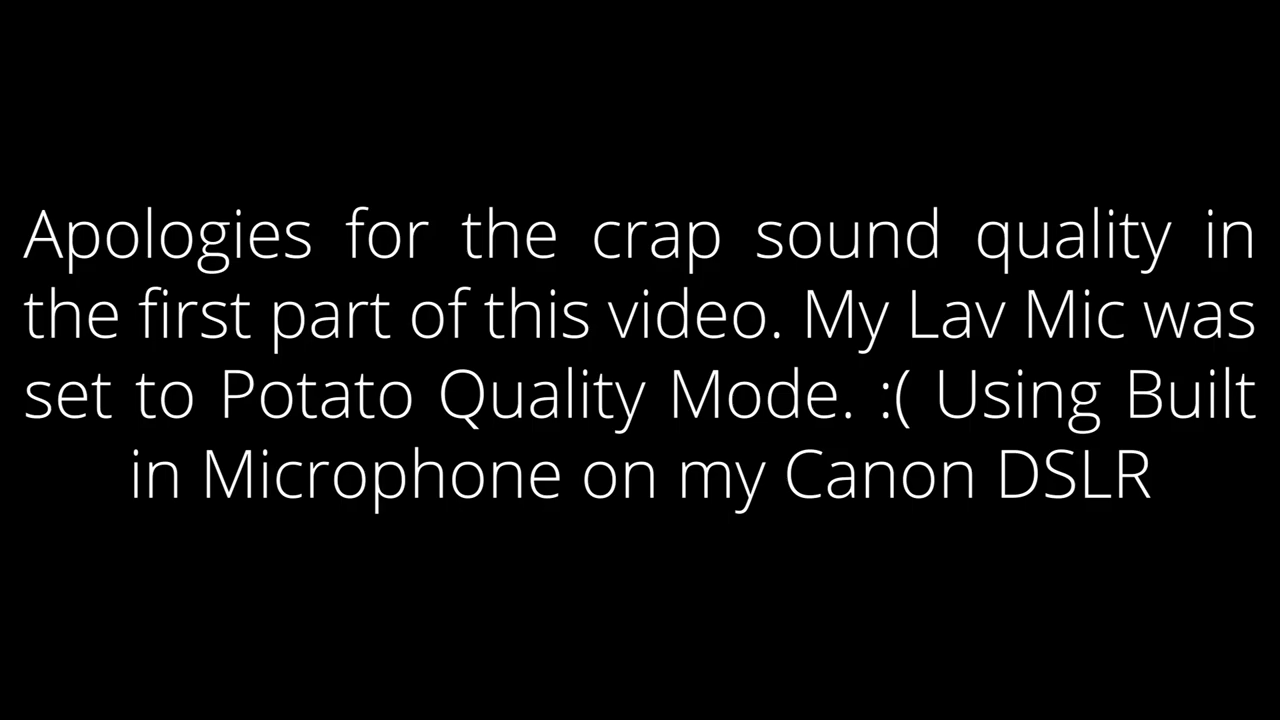 Apologies for the crap sound quality in
the first part of this video. My Lav Mic was
set to Potato Quality Mode. :( Using Built
in Microphone on my Canon DSLR